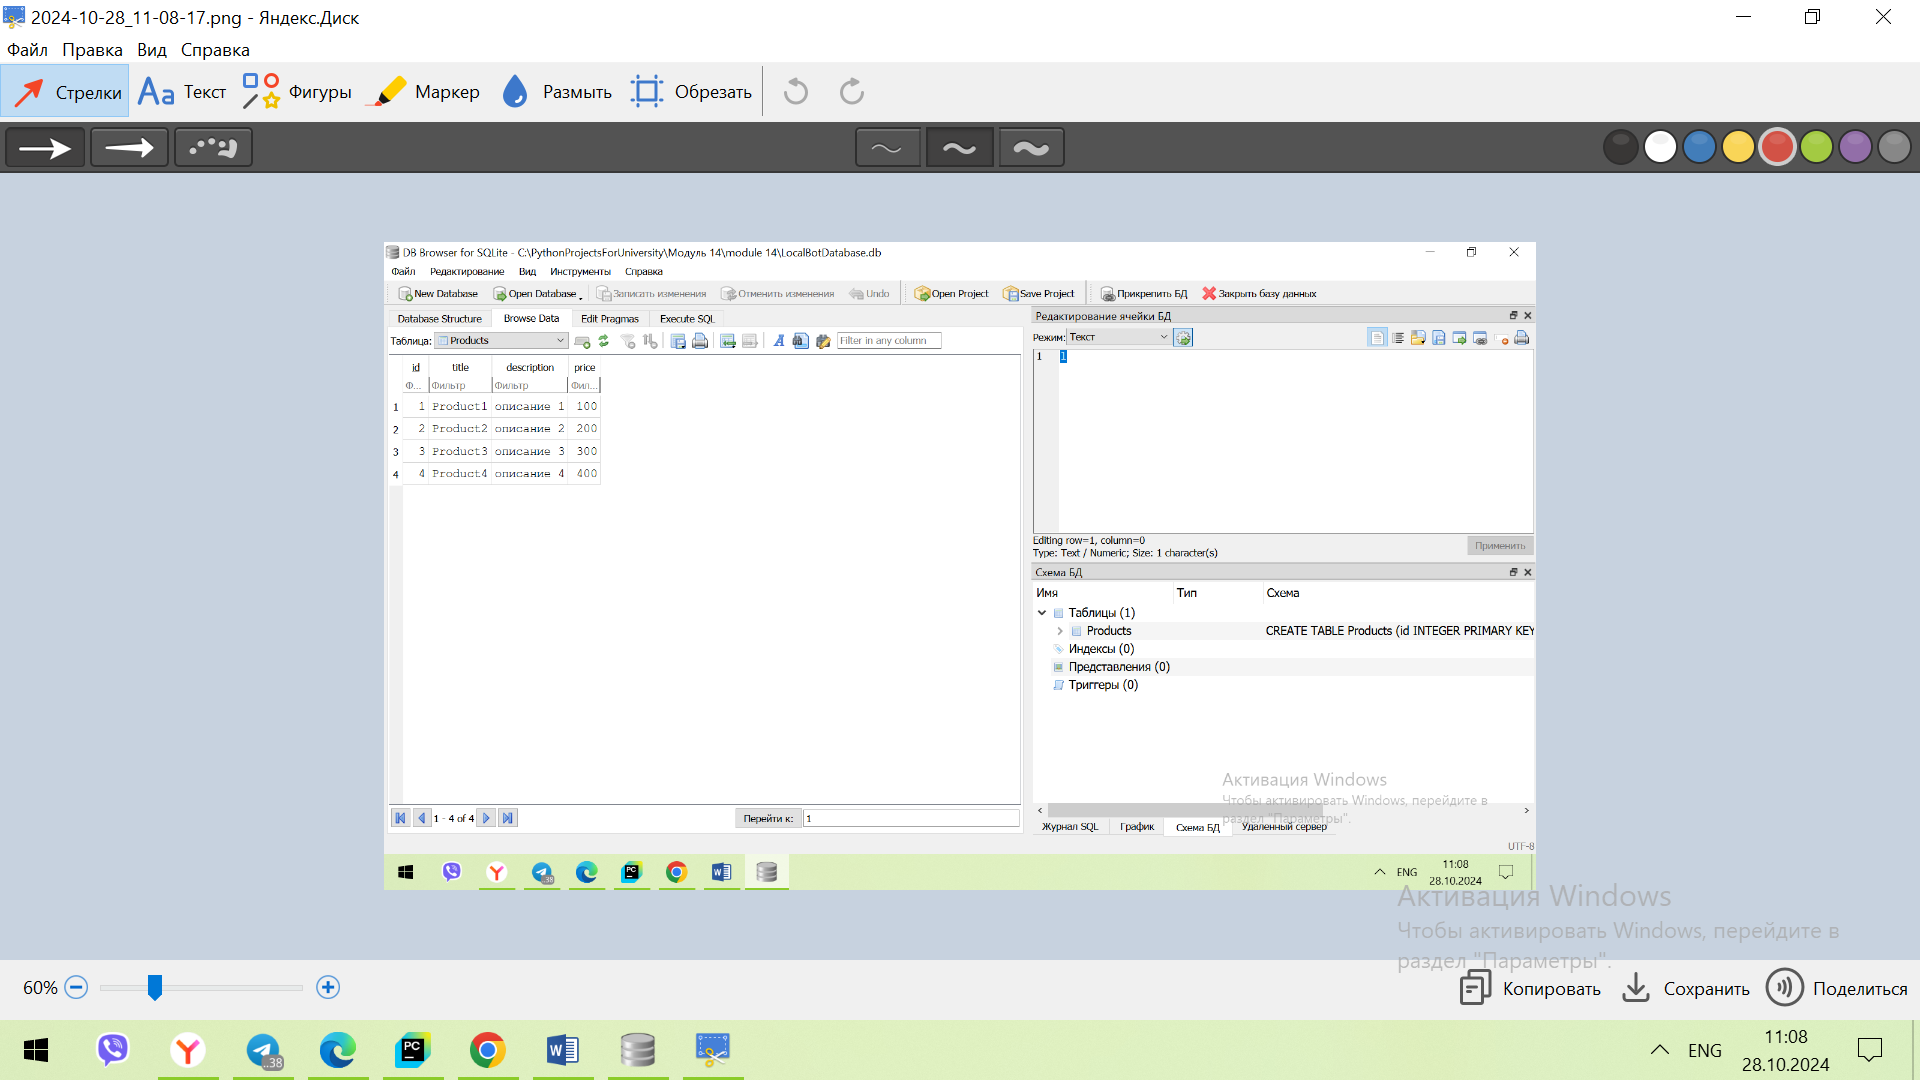 2024-10-28_11-08-17.png - Яндекс.Диск
Файл Правка Вид Справка
Стрелки Аа Текст Фигуры Маркер Размыть Обрезать
DB Browser for SQLite - C:\PythonProjectsForUniversity\Модуль 14\module 14\LocalBotDatabase.db
Файл Редактирование Вид Инструменты Справка
New Database Open Database Записать изменения Отменить изменения Undo Open Project Save Project Прикрепить БД Закрыть базу данных
Database Structure Browse Data Edit Pragmas Execute SQL
Таблица: Products Filter in any column
id title description price
Ф... Фильтр Фильтр Фил...
1 1 Product1 описание 1 100
2 2 Product2 описание 2 200
3 3 Product3 описание 3 300
4 4 Product4 описание 4 400
1 - 4 of 4 Перейти к: 1
Редактирование ячейки БД
Режим: Текст
1 1
Editing row=1, column=0
Type: Text / Numeric; Size: 1 character(s)
Применить
Схема БД
Имя Тип Схема
Таблицы (1)
Products CREATE TABLE Products (id INTEGER PRIMARY KEY
Индексы (0)
Представления (0)
Триггеры (0)
Активация Windows
Чтобы активировать Windows, перейдите в
раздел "Параметры".
Журнал SQL График Схема БД Удаленный сервер
UTF-8
38 PC W ENG 11:08
28.10.2024
Активация Windows
Чтобы активировать Windows, перейдите в
раздел "Параметры".
60% Копировать Сохранить Поделиться
..38 PC W ENG 11:08
28.10.2024